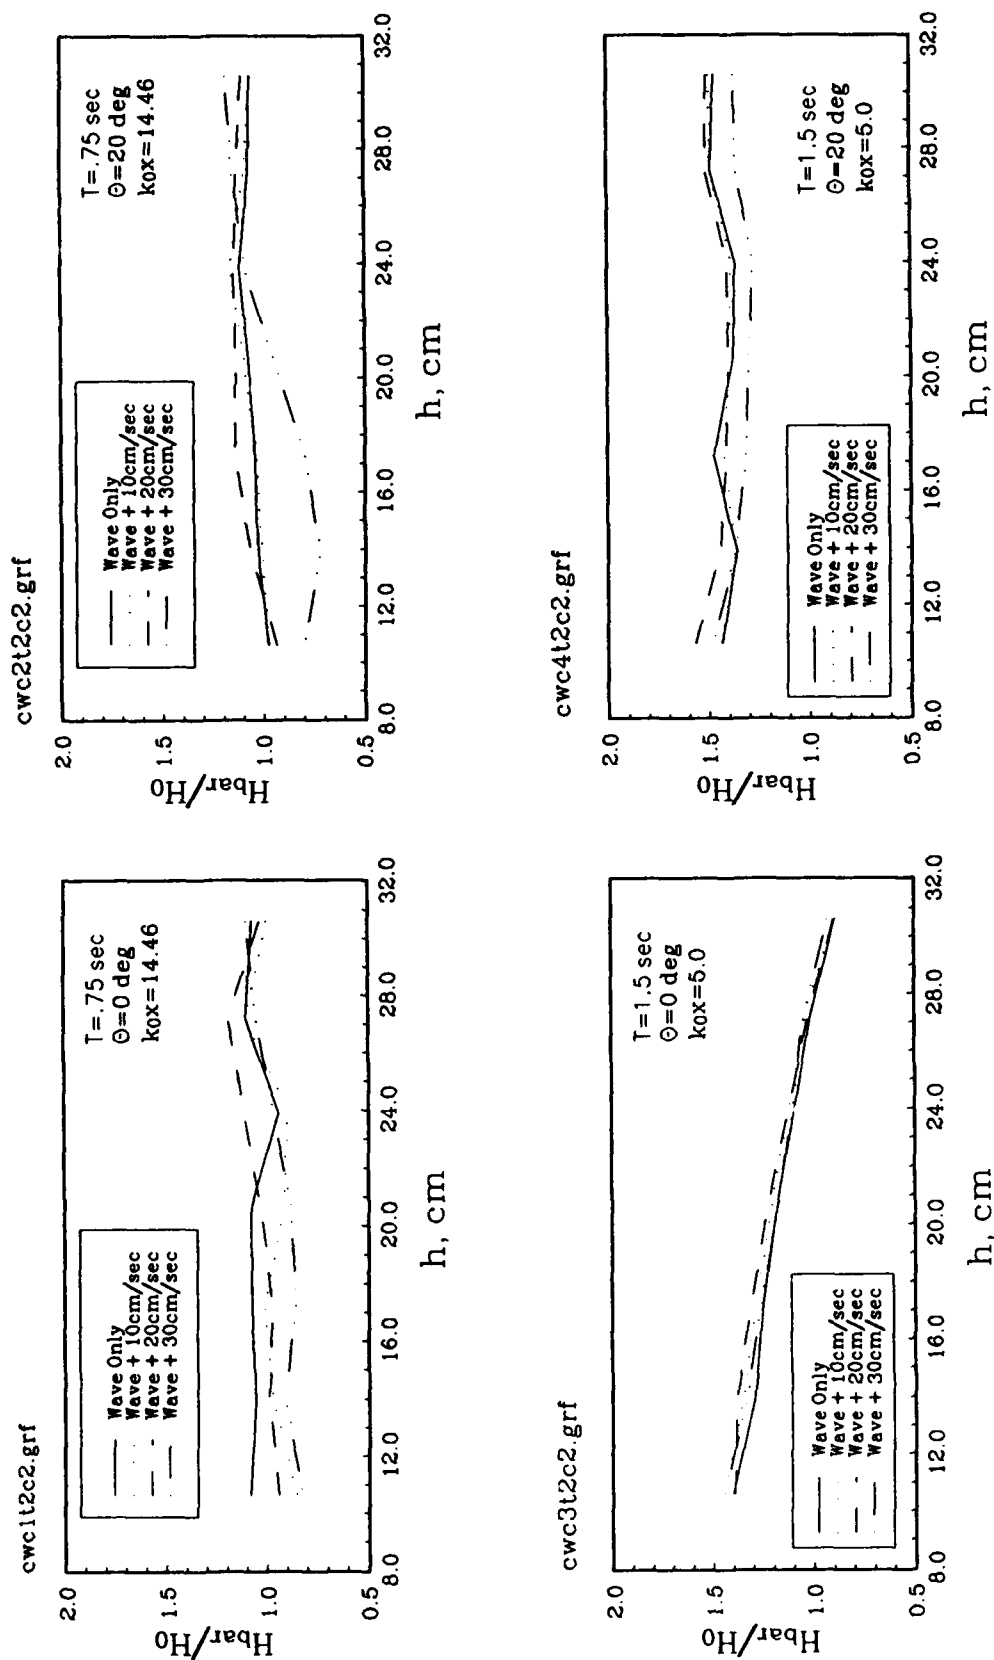 cwc1t2c2.grf
2.0
1.5
1.0
0.5
Hbar/H0
Wave Only
Wave + 10cm/sec
Wave + 20cm/sec
Wave + 30cm/sec
T=.75 sec
Θ=0 deg
k0x=14.46
8.0 12.0 16.0 20.0 24.0 28.0 32.0
h, cm
cwc2t2c2.grf
2.0
1.5
1.0
0.5
Hbar/H0
Wave Only
Wave + 10cm/sec
Wave + 20cm/sec
Wave + 30cm/sec
T=.75 sec
Θ=20 deg
k0x=14.46
8.0 12.0 16.0 20.0 24.0 28.0 32.0
h, cm
cwc3t2c2.grf
2.0
1.5
1.0
0.5
Hbar/H0
Wave Only
Wave + 10cm/sec
Wave + 20cm/sec
Wave + 30cm/sec
T=1.5 sec
Θ=0 deg
k0x=5.0
8.0 12.0 16.0 20.0 24.0 28.0 32.0
h, cm
cwc4t2c2.grf
2.0
1.5
1.0
0.5
Hbar/H0
Wave Only
Wave + 10cm/sec
Wave + 20cm/sec
Wave + 30cm/sec
T=1.5 sec
Θ=20 deg
k0x=5.0
8.0 12.0 16.0 20.0 24.0 28.0 32.0
h, cm